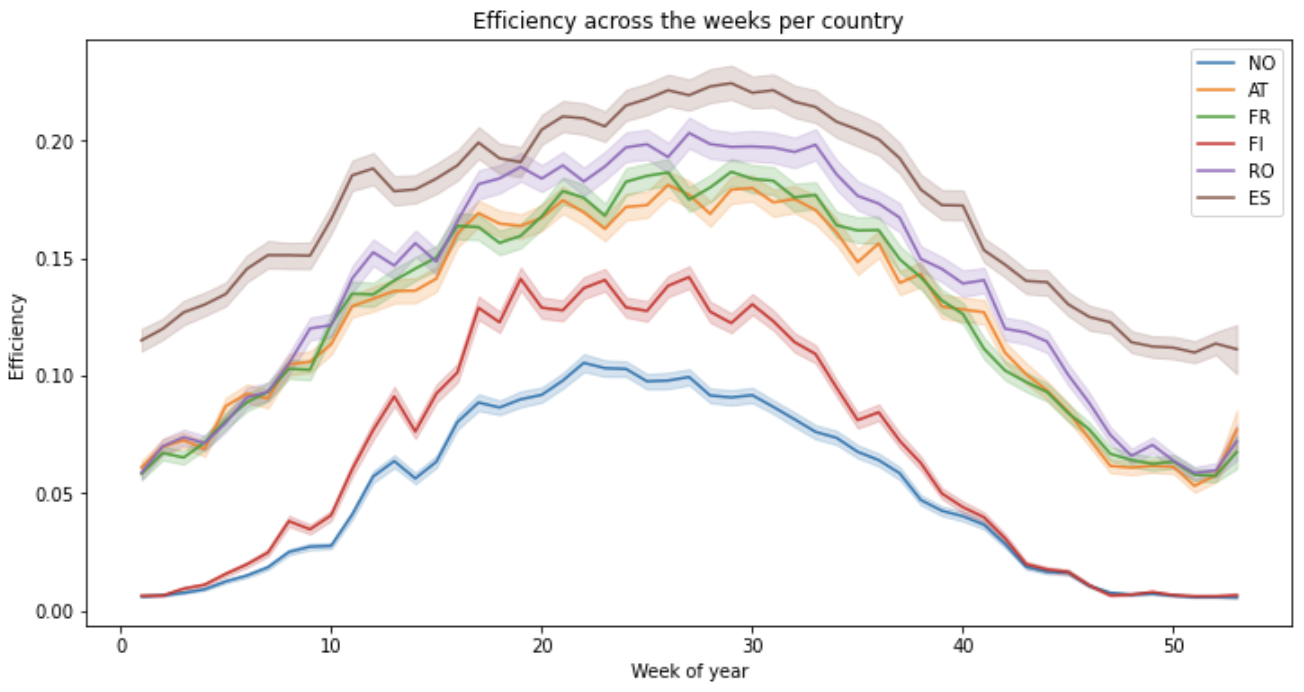 Efficiency across the weeks per country
NO
AT
FR
FI
RO
ES
Efficiency
0.20
0.15
0.10
0.05
0.00
0 10 20 30 40 50
Week of year